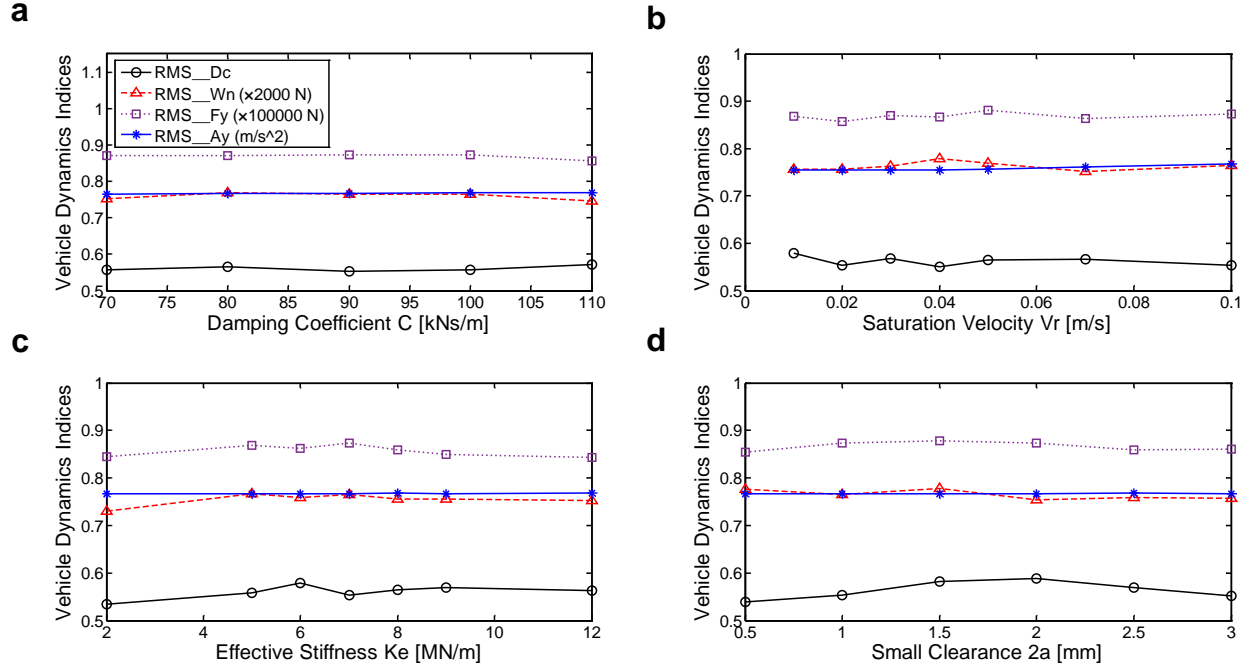 a
Vehicle Dynamics Indices
1.1
1
0.9
0.8
0.7
0.6
0.5
RMS__Dc
RMS__Wn (×2000 N)
RMS__Fy (×100000 N)
RMS__Ay (m/s^2)
70 75 80 85 90 95 100 105 110
Damping Coefficient C [kNs/m]
b
Vehicle Dynamics Indices
1
0.9
0.8
0.7
0.6
0.5
0 0.02 0.04 0.06 0.08 0.1
Saturation Velocity Vr [m/s]
c
Vehicle Dynamics Indices
1
0.9
0.8
0.7
0.6
0.5
2 4 6 8 10 12
Effective Stiffness Ke [MN/m]
d
Vehicle Dynamics Indices
1
0.9
0.8
0.7
0.6
0.5
0.5 1 1.5 2 2.5 3
Small Clearance 2a [mm]